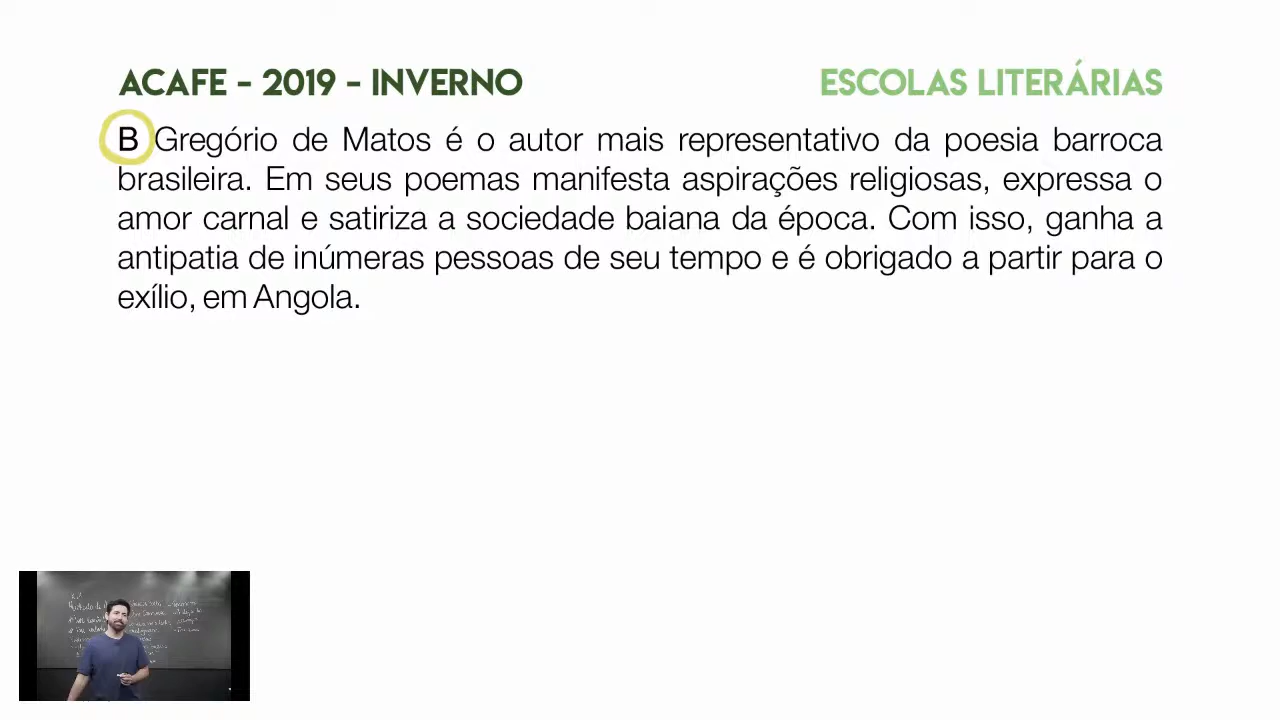 ACAFE - 2019 - INVERNO
ESCOLAS LITERÁRIAS
B Gregório de Matos é o autor mais representativo da poesia barroca
brasileira. Em seus poemas manifesta aspirações religiosas, expressa o
amor carnal e satiriza a sociedade baiana da época. Com isso, ganha a
antipatia de inúmeras pessoas de seu tempo e é obrigado a partir para o
exílio, em Angola.